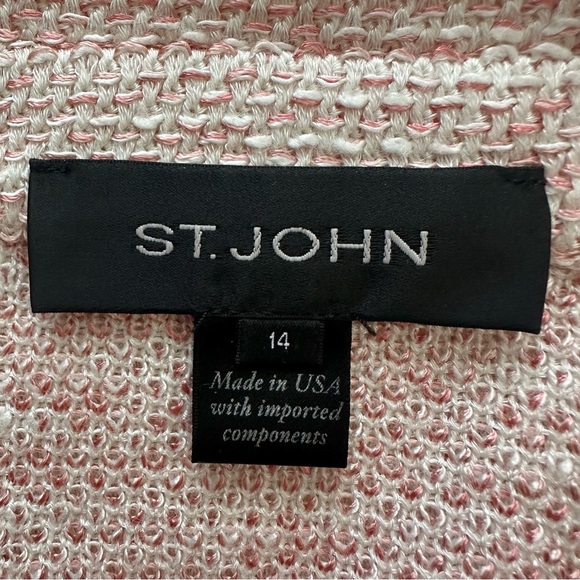 ST. JOHN
14
Made in USA
with imported
components